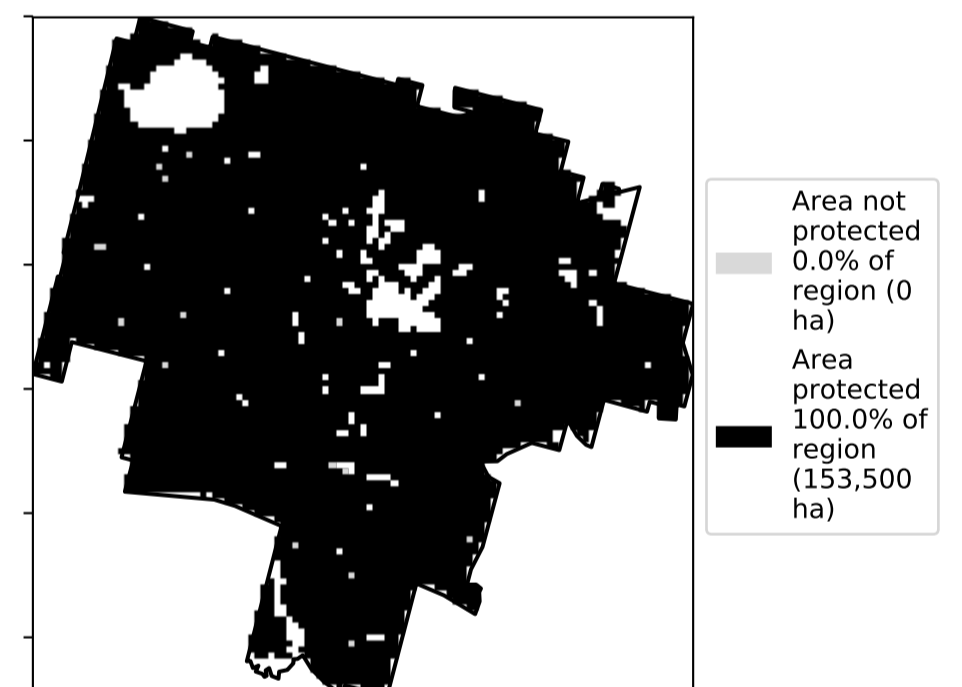 Area not
protected
0.0% of
region (0
ha)
Area
protected
100.0% of
region
(153,500
ha)